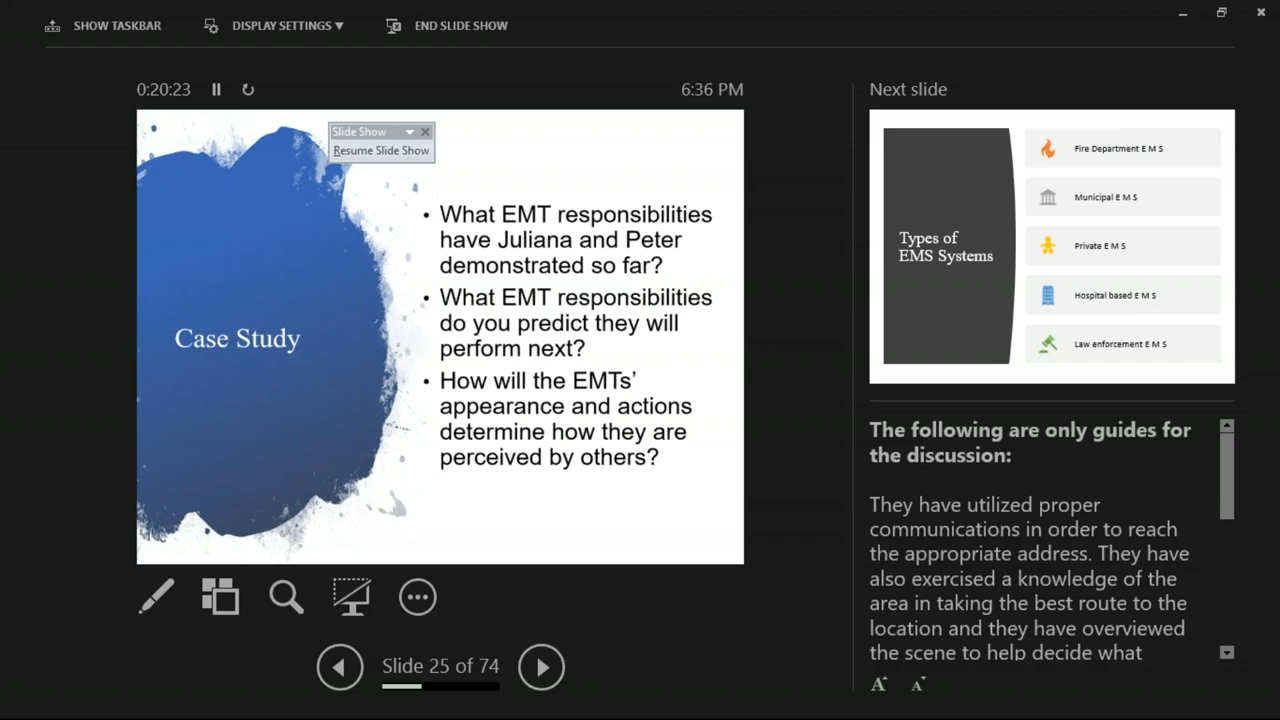 SHOW TASKBAR
DISPLAY SETTINGS ▼
END SLIDE SHOW
0:20:23
6:36 PM
Slide Show
Resume Slide Show
Case Study
• What EMT responsibilities
have Juliana and Peter
demonstrated so far?
• What EMT responsibilities
do you predict they will
perform next?
• How will the EMTs’
appearance and actions
determine how they are
perceived by others?
Slide 25 of 74
Next slide
Types of
EMS Systems
Fire Department E M S
Municipal E M S
Private E M S
Hospital based E M S
Law enforcement E M S
The following are only guides for
the discussion:
They have utilized proper
communications in order to reach
the appropriate address. They have
also exercised a knowledge of the
area in taking the best route to the
location and they have overviewed
the scene to help decide what
A A